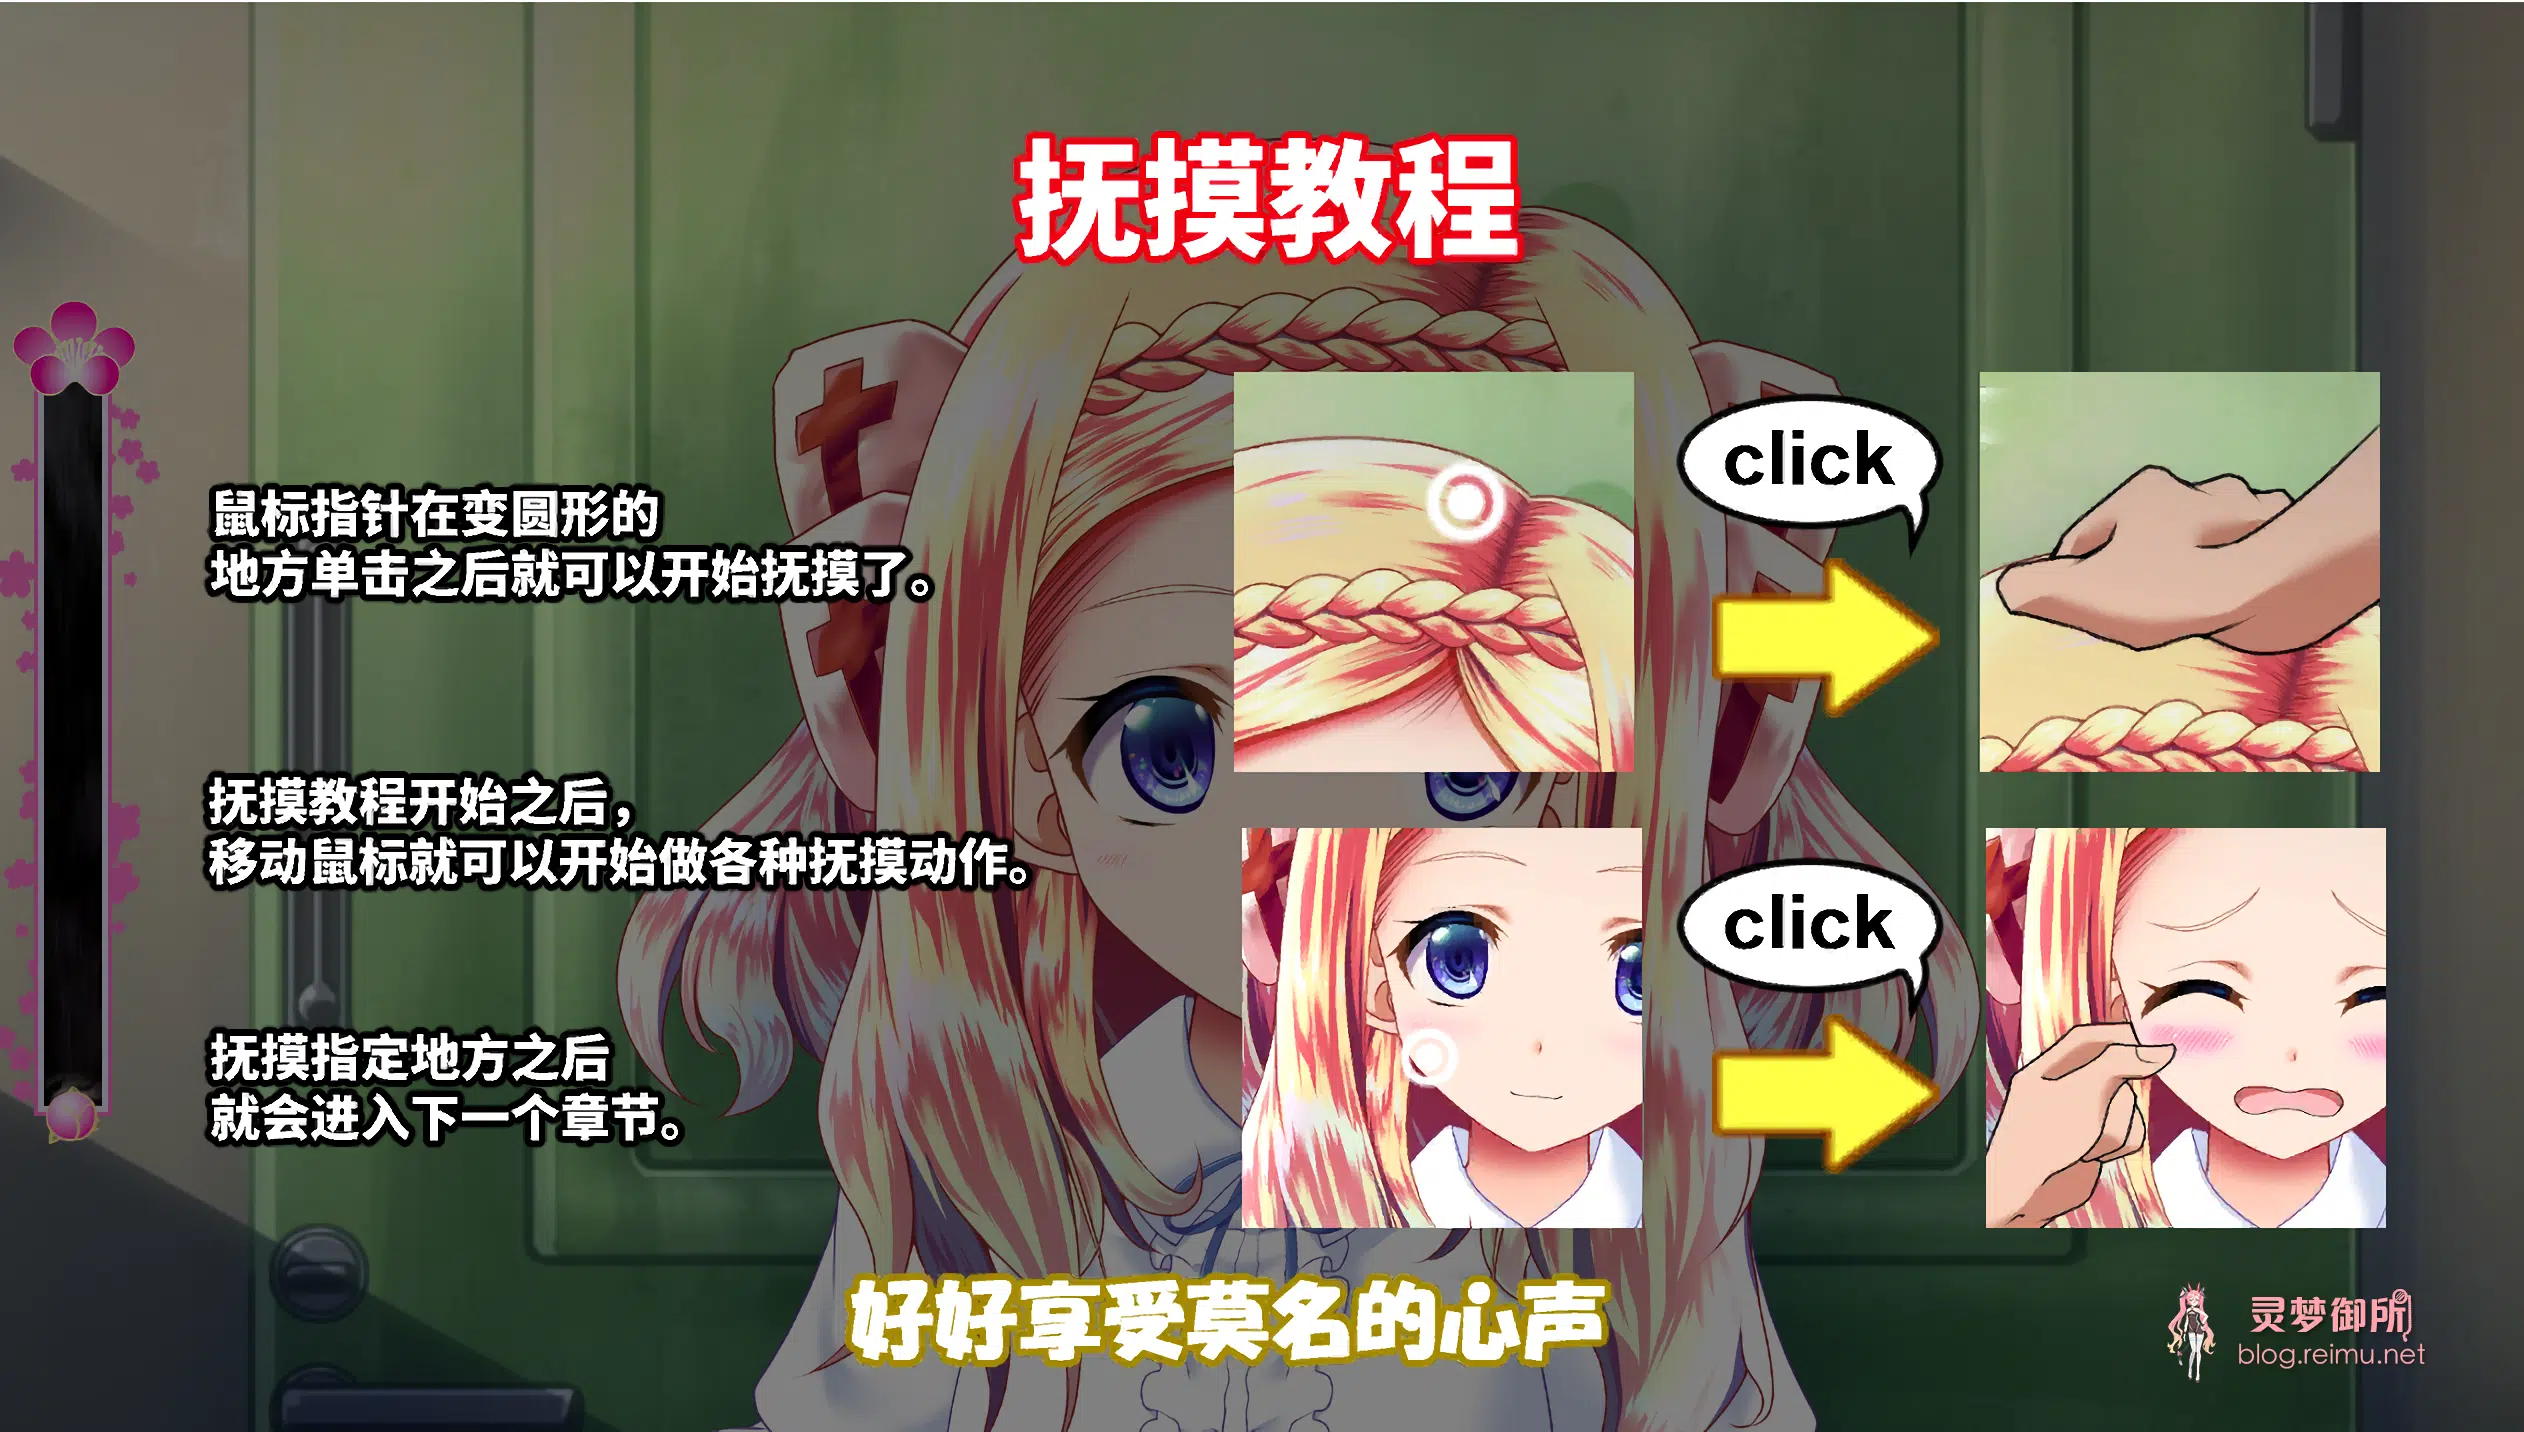 抚摸教程
鼠标指针在变圆形的
地方单击之后就可以开始抚摸了。
click
抚摸教程开始之后，
移动鼠标就可以开始做各种抚摸动作。
click
抚摸指定地方之后
就会进入下一个章节。
好好享受莫名的心声
灵梦御所
blog.reimu.net